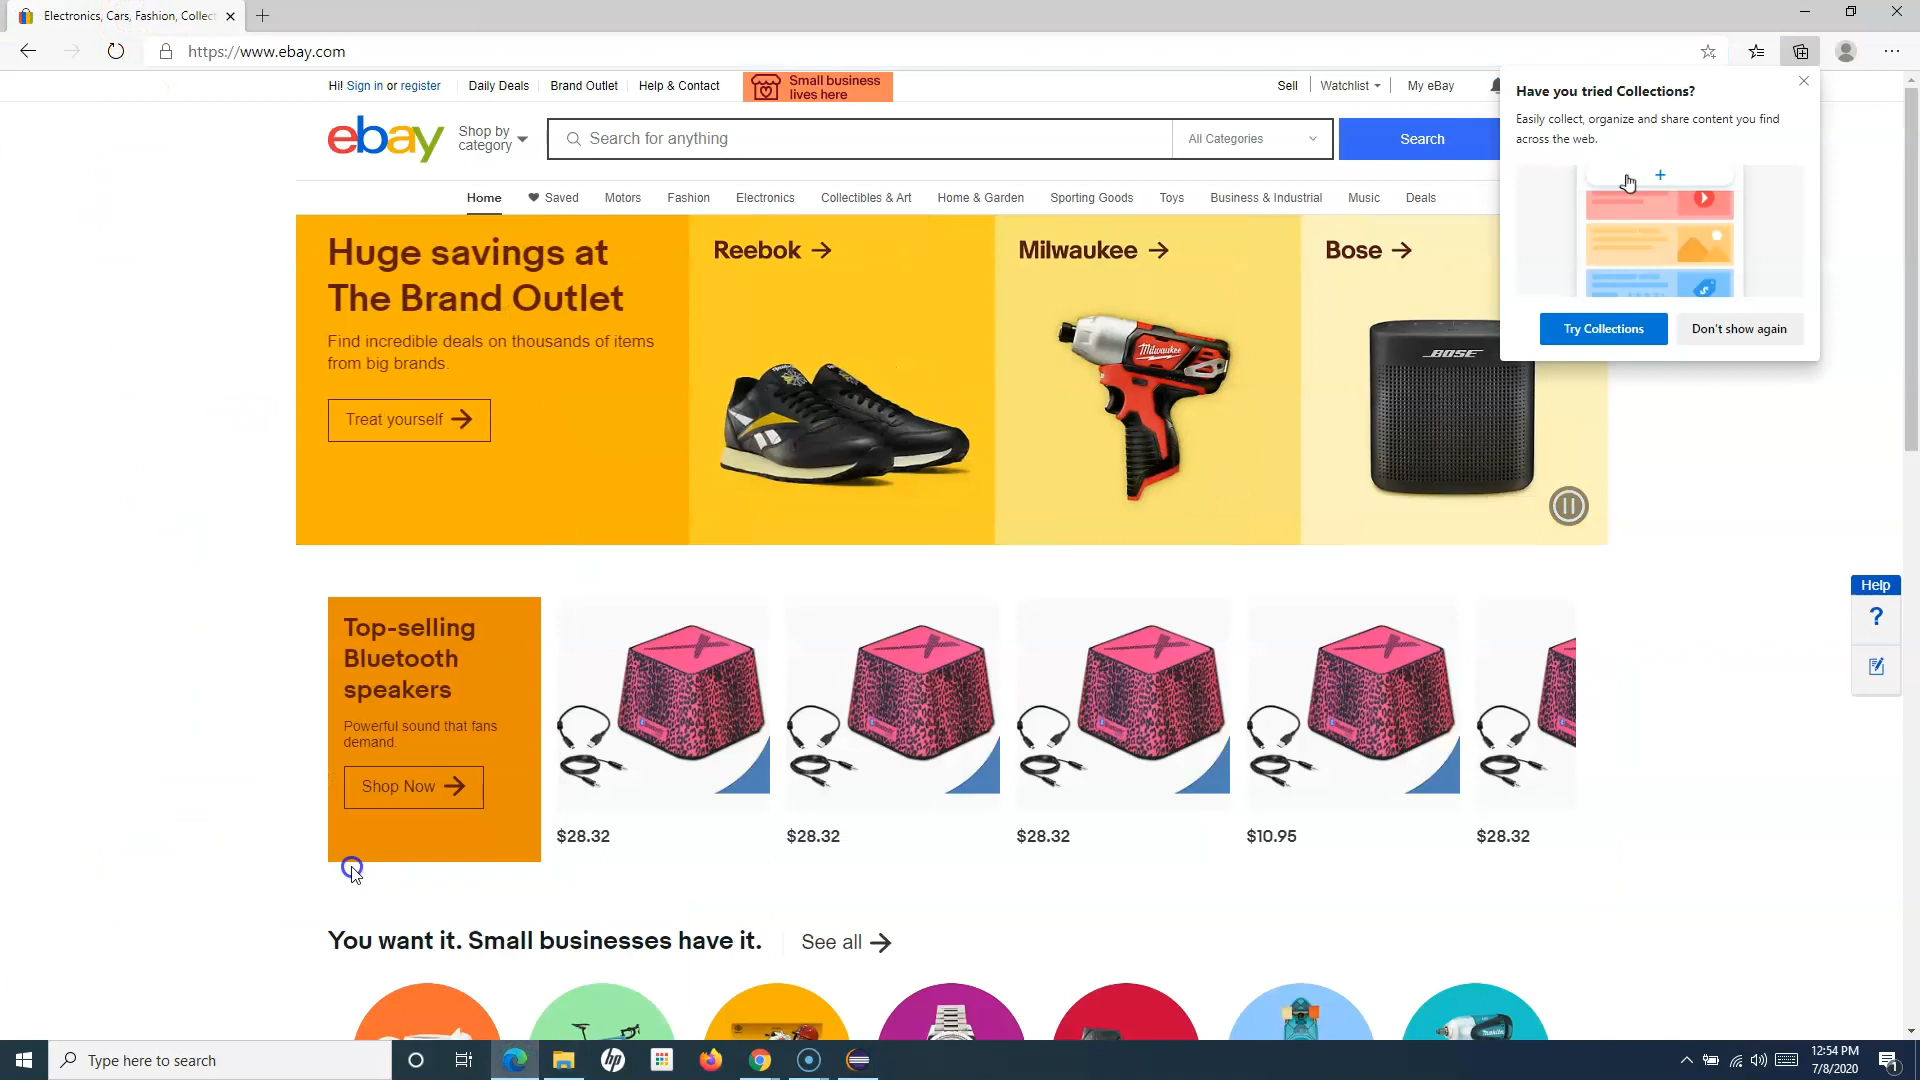 Electronics, Cars, Fashion, Collect
https://www.ebay.com
Hi! Sign in or register
Daily Deals
Brand Outlet
Help & Contact
Small business
lives here
Sell
Watchlist
My eBay
Have you tried Collections?
Easily collect, organize and share content you find
across the web.
Try Collections
Don't show again
ebay
Shop by
category
Search for anything
All Categories
Search
Home
Saved
Motors
Fashion
Electronics
Collectibles & Art
Home & Garden
Sporting Goods
Toys
Business & Industrial
Music
Deals
Huge savings at
The Brand Outlet
Find incredible deals on thousands of items
from big brands.
Treat yourself
Reebok
Milwaukee
Milwaukee
Bose
BOSE
Help
?
Top-selling
Bluetooth
speakers
Powerful sound that fans
demand.
Shop Now
$28.32
$28.32
$28.32
$10.95
$28.32
You want it. Small businesses have it.
See all
Type here to search
hp
12:54 PM
7/8/2020
1